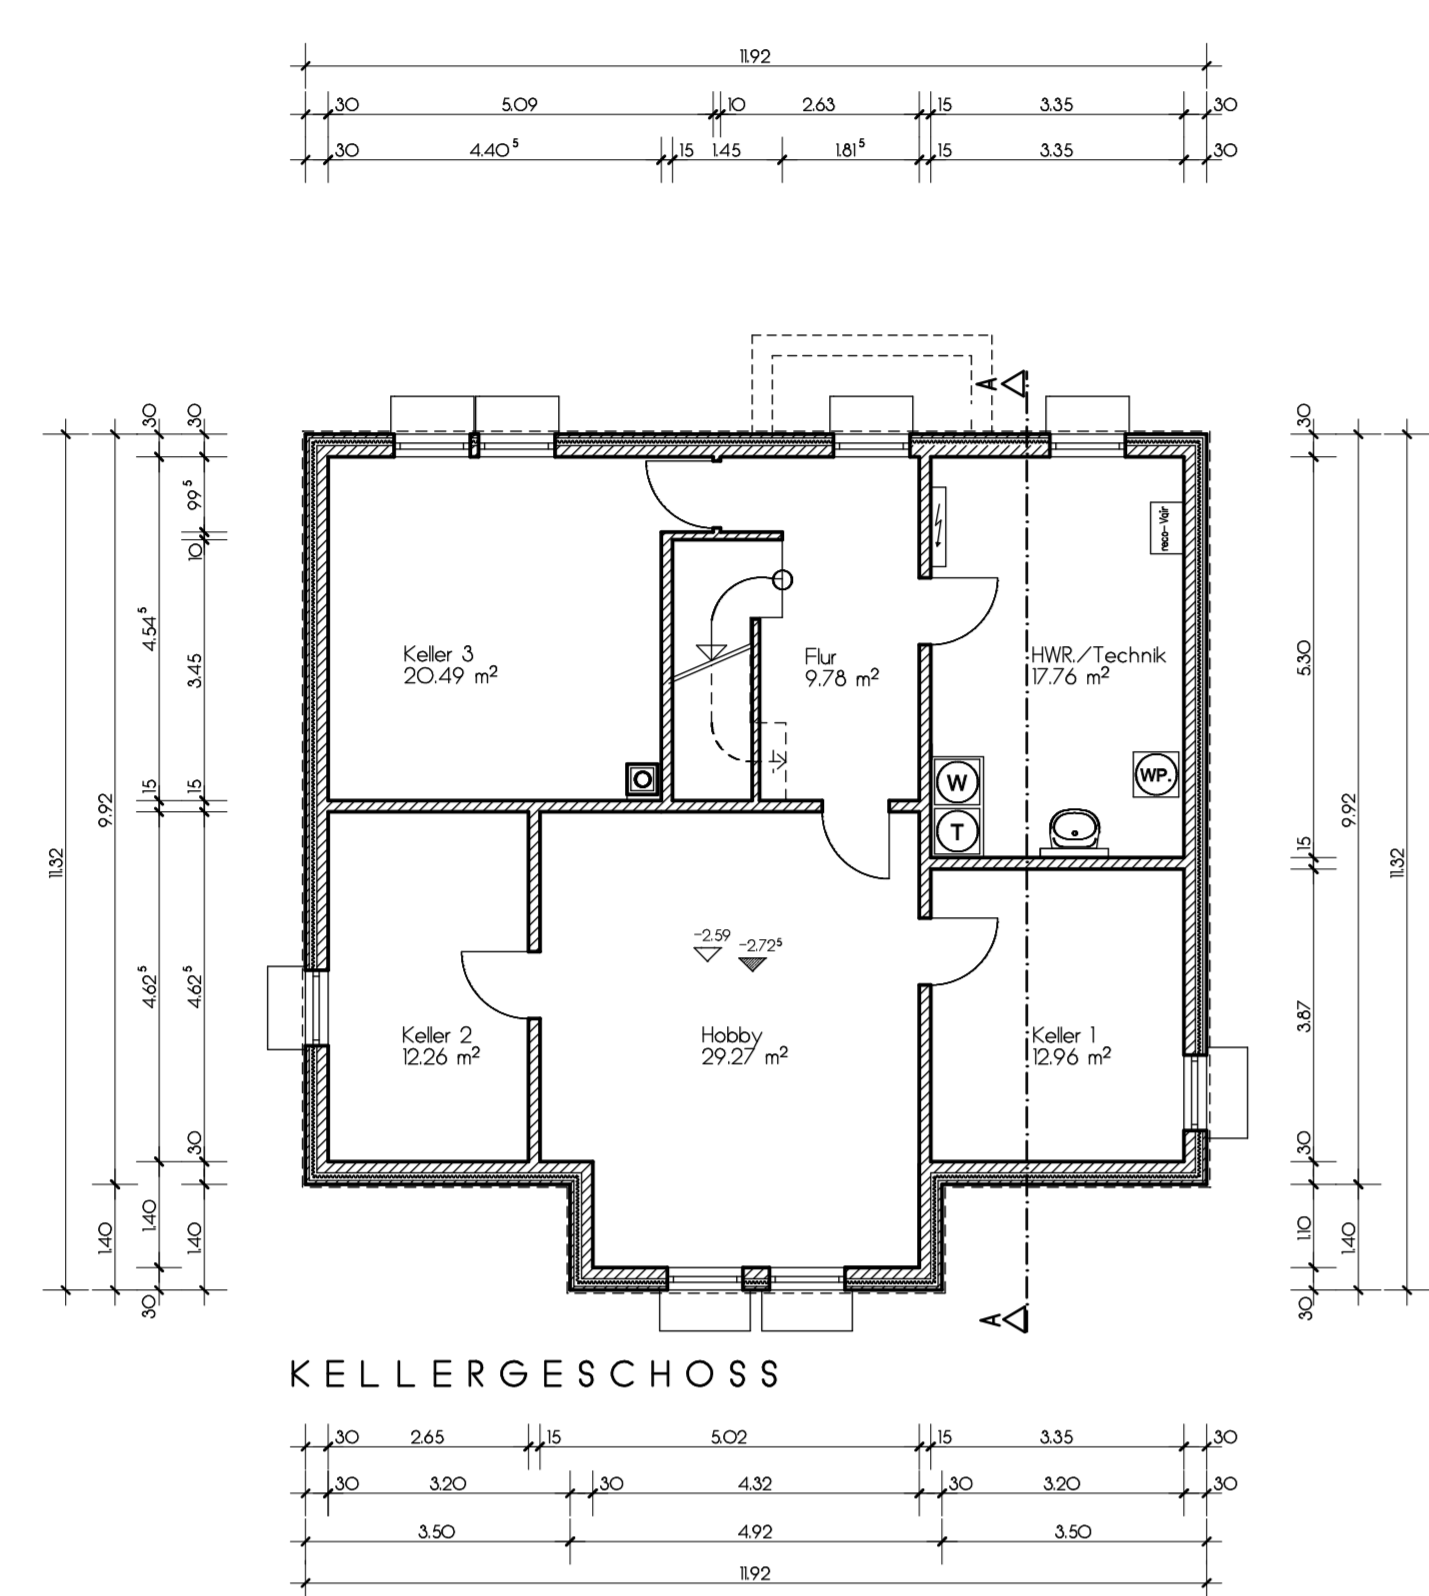 11.92
30 5.09 10 2.63 15 3.35 30
30 4.40⁵ 15 1.45 1.81⁵ 15 3.35 30
A
30 30
99⁵
10
4.54⁵
3.45
15 15
9.92
11.32
4.62⁵ 4.62⁵
30
1.40
1.40
1.40
30
Keller 3
20.49 m²
Flur
9.78 m²
HWR./Technik
17.76 m²
reco-Vair
W
T
WP.
-2.59 -2.72⁵
Keller 2
12.26 m²
Hobby
29.27 m²
Keller 1
12.96 m²
30
5.30
15
9.92
11.32
3.87
30
1.10
1.40
30
A
KELLERGESCHOSS
30 2.65 15 5.02 15 3.35 30
30 3.20 30 4.32 30 3.20 30
3.50 4.92 3.50
11.92